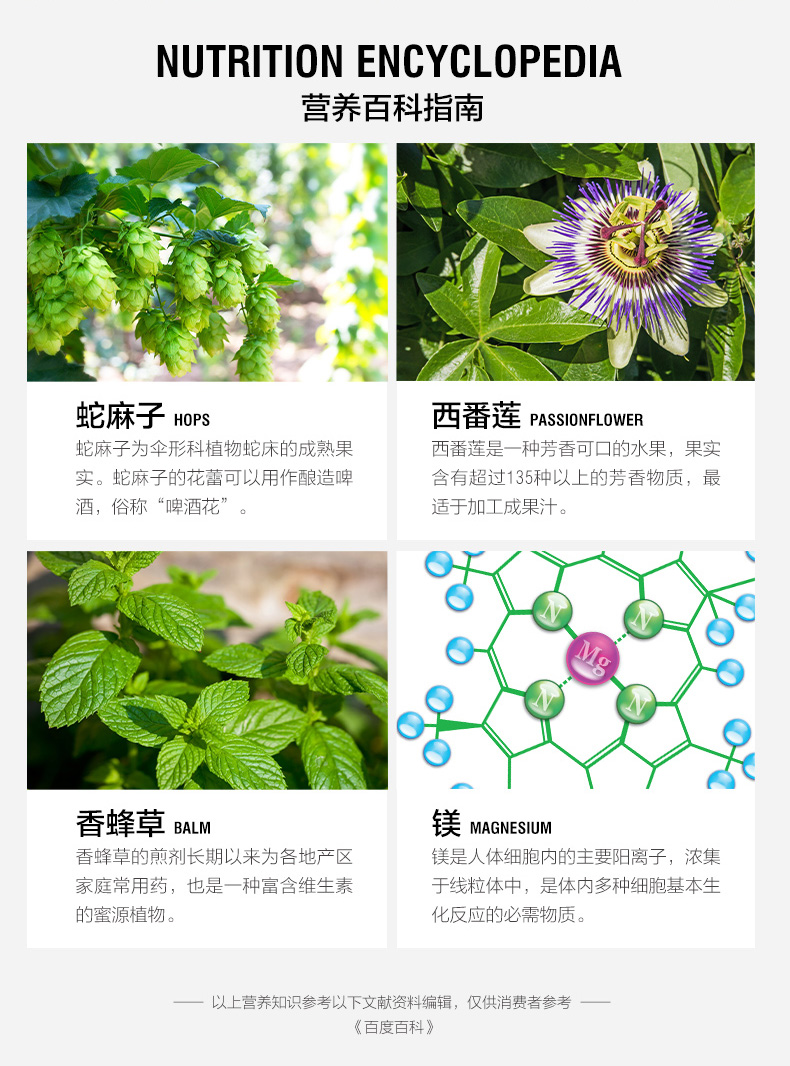 NUTRITION ENCYCLOPEDIA
营养百科指南
蛇麻子 HOPS
蛇麻子为伞形科植物蛇床的成熟果
实。蛇麻子的花蕾可以用作酿造啤
酒，俗称“啤酒花”。
西番莲 PASSIONFLOWER
西番莲是一种芳香可口的水果，果实
含有超过135种以上的芳香物质，最
适于加工成果汁。
N
N
Mg
N
N
香蜂草 BALM
香蜂草的煎剂长期以来为各地产区
家庭常用药，也是一种富含维生素
的蜜源植物。
镁 MAGNESIUM
镁是人体细胞内的主要阳离子，浓集
于线粒体中，是体内多种细胞基本生
化反应的必需物质。
以上营养知识参考以下文献资料编辑，仅供消费者参考
《百度百科》